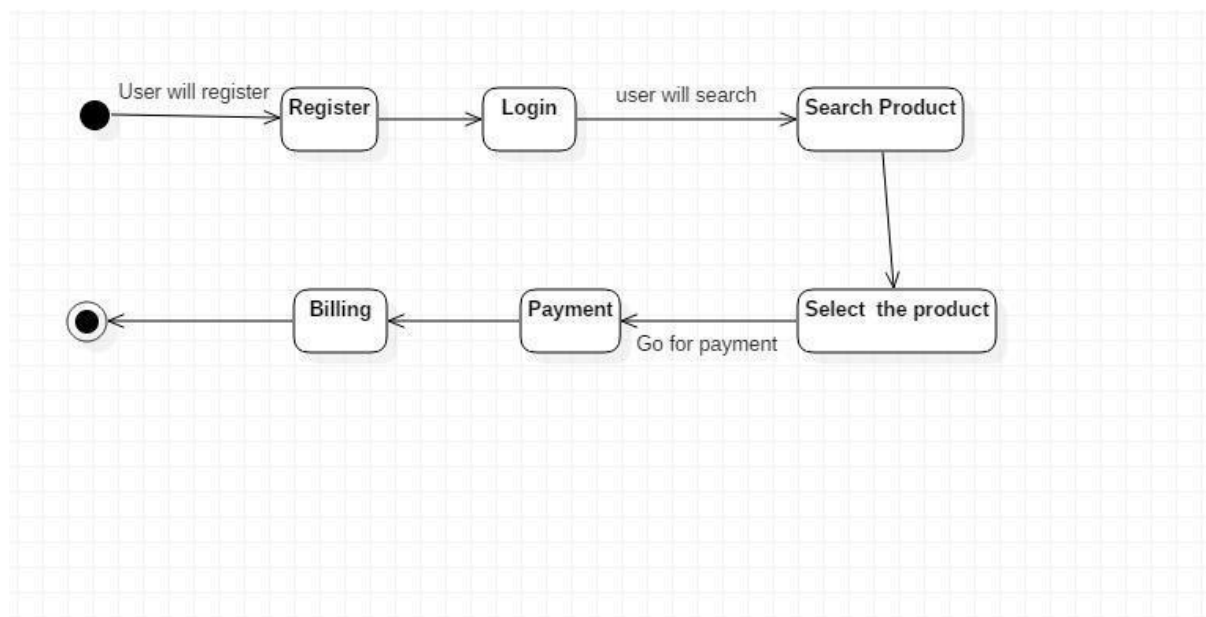 User will register
Register
Login
user will search
Search Product
Billing
Payment
Go for payment
Select  the product